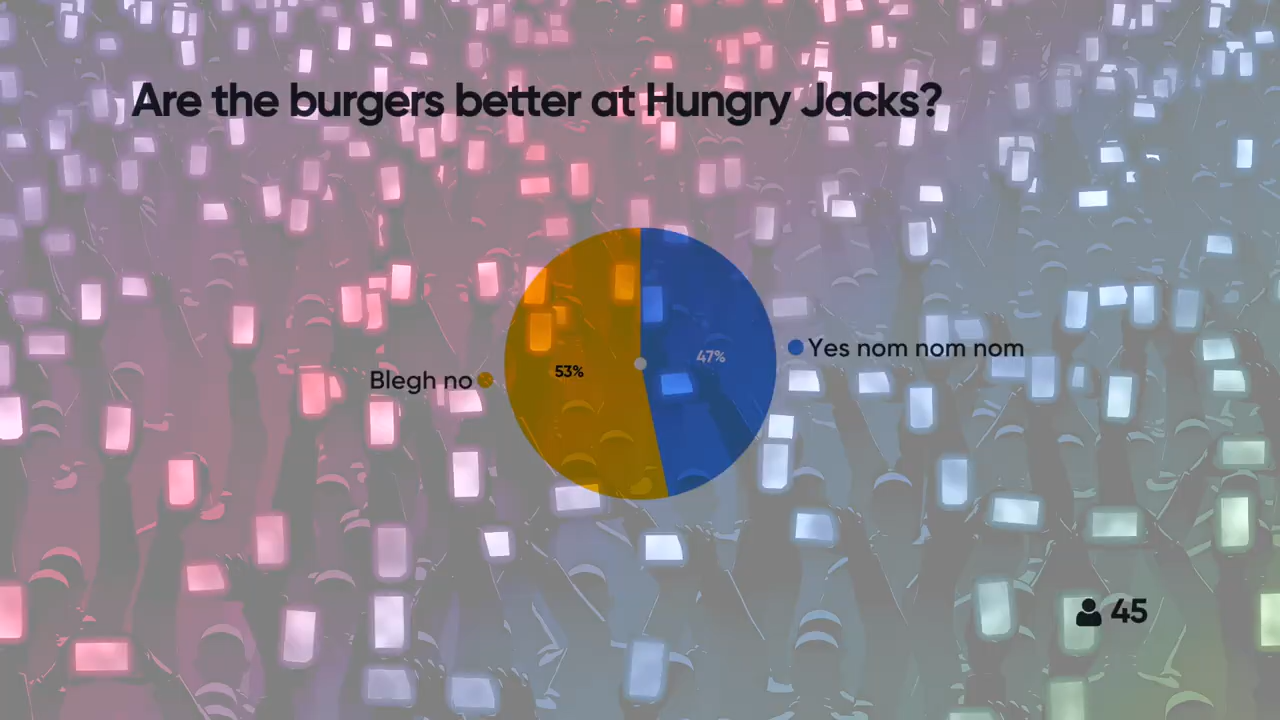 Are the burgers better at Hungry Jacks?
47%
Yes nom nom nom
53%
Blegh no
45